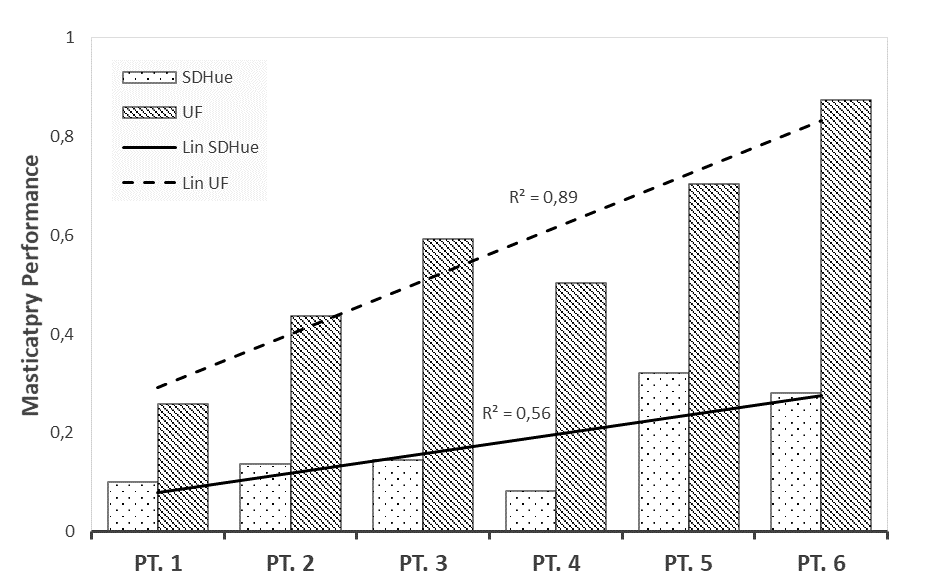 1
0,8
0,6
0,4
0,2
0
Masticatpry Performance
SDHue
UF
Lin SDHue
Lin UF
R² = 0,89
R² = 0,56
PT. 1 PT. 2 PT. 3 PT. 4 PT. 5 PT. 6